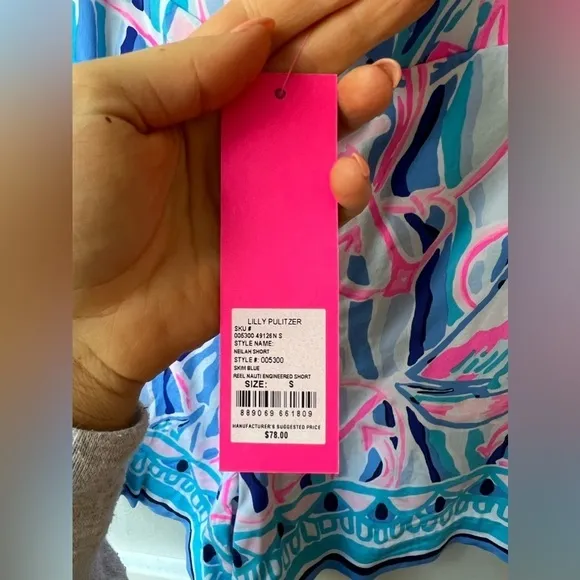 LILLY PULITZER
SKU #
005300 49126N S
STYLE NAME:
NEILAH SHORT
STYLE #: 005300
SKIM BLUE
REEL NAUTI ENGINEERED SHORT
SIZE: S
889069 661809
MANUFACTURER'S SUGGESTED PRICE
$78.00